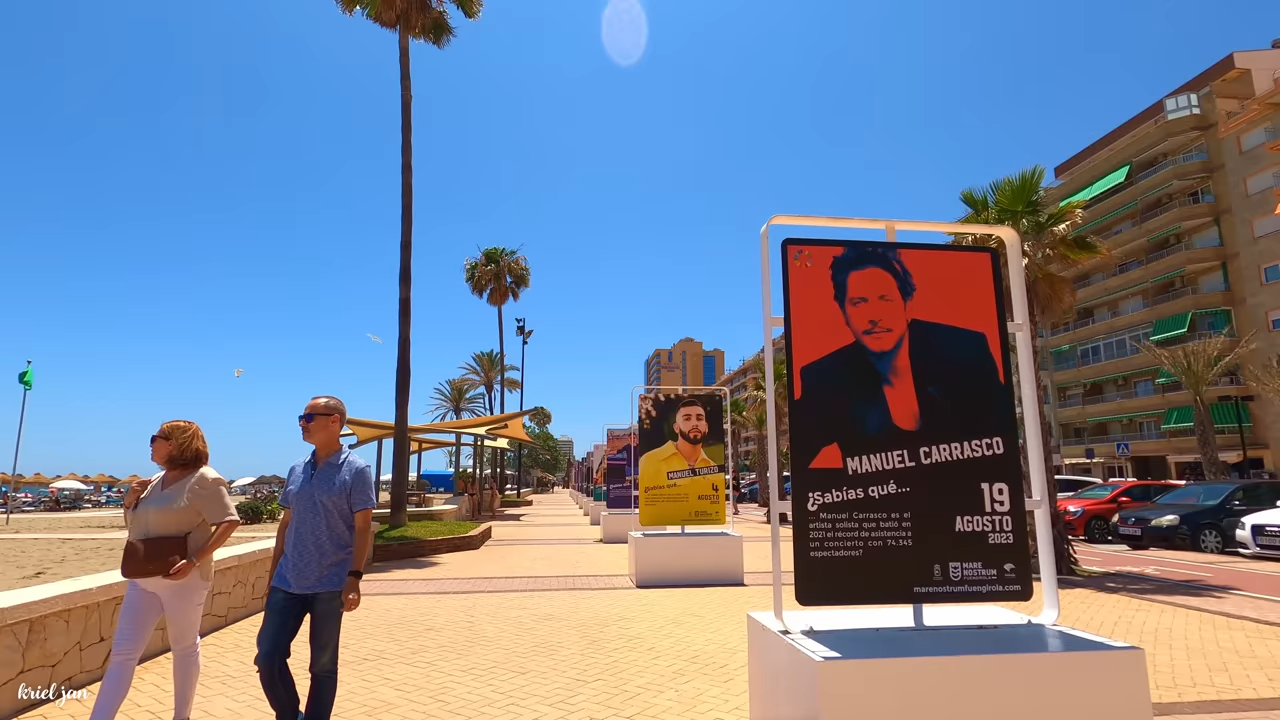 MANUEL CARRASCO
¿Sabías qué...
... Manuel Carrasco es el
artista solista que batió en
2021 el récord de asistencia a
un concierto con 74.345
espectadores?
19
AGOSTO
2023
MARE
NOSTRUM
FUENGIROLA
marenostrumfuengirola.com
MANUEL TURIZO
¿Sabías qué...
4
AGOSTO
2023
kriel jan